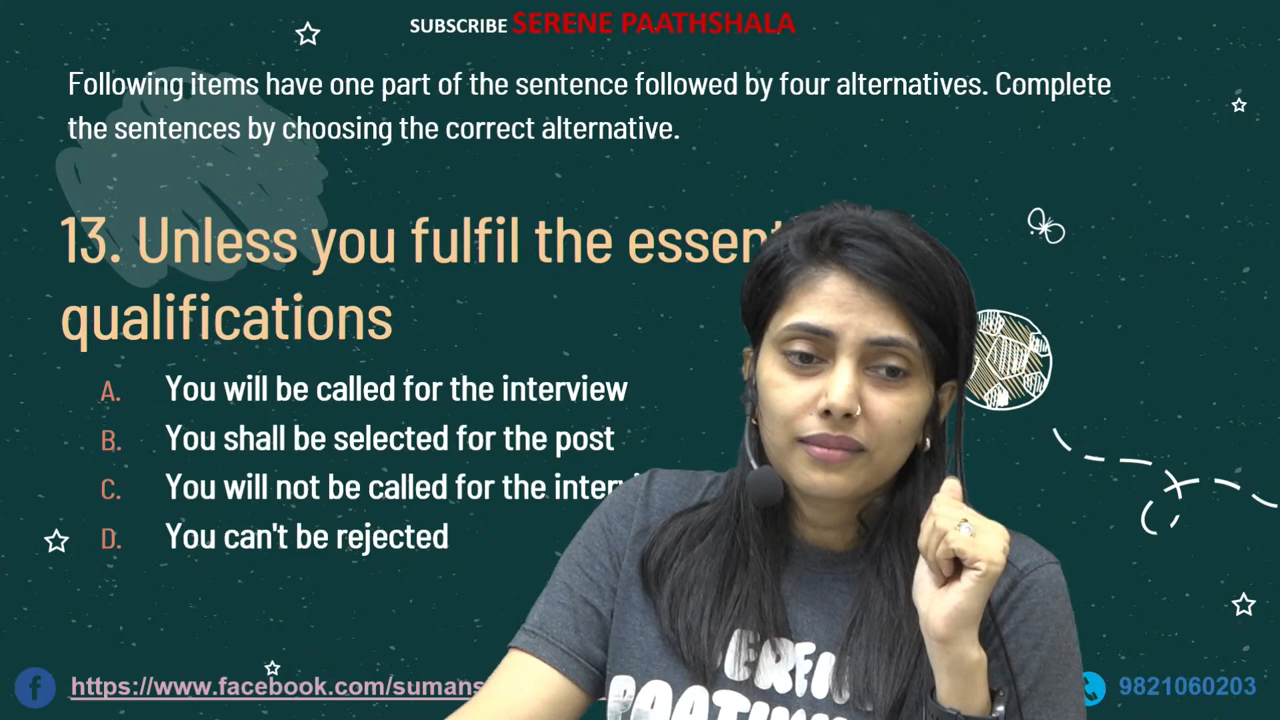 SUBSCRIBE SERENE PAATHSHALA
Following items have one part of the sentence followed by four alternatives. Complete
the sentences by choosing the correct alternative.
13. Unless you fulfil the
qualifications
A. You will be called for the interview
B. You shall be selected for the post
C. You will not be called for the
D. You can't be rejected
https://www.facebook.com/sumans
9821060203